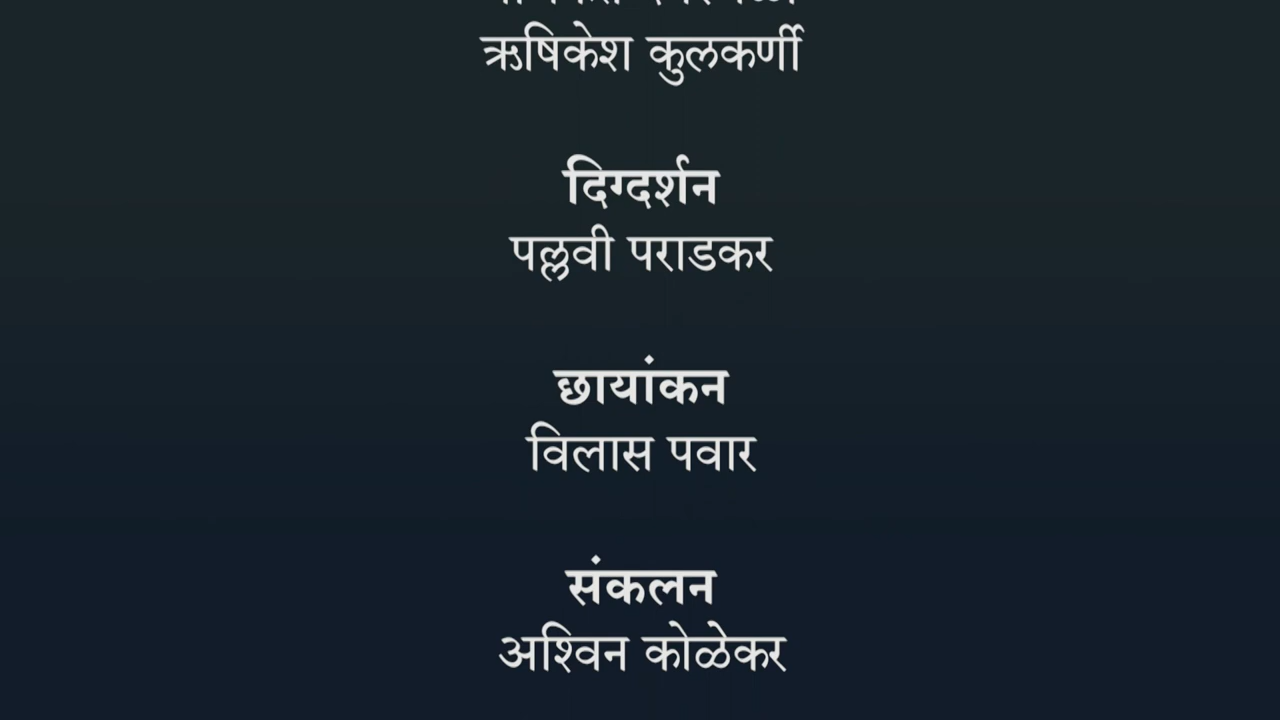 ऋषिकेश कुलकर्णी
दिग्दर्शन
पल्लवी पराडकर
छायांकन
विलास पवार
संकलन
अश्विन कोळेकर